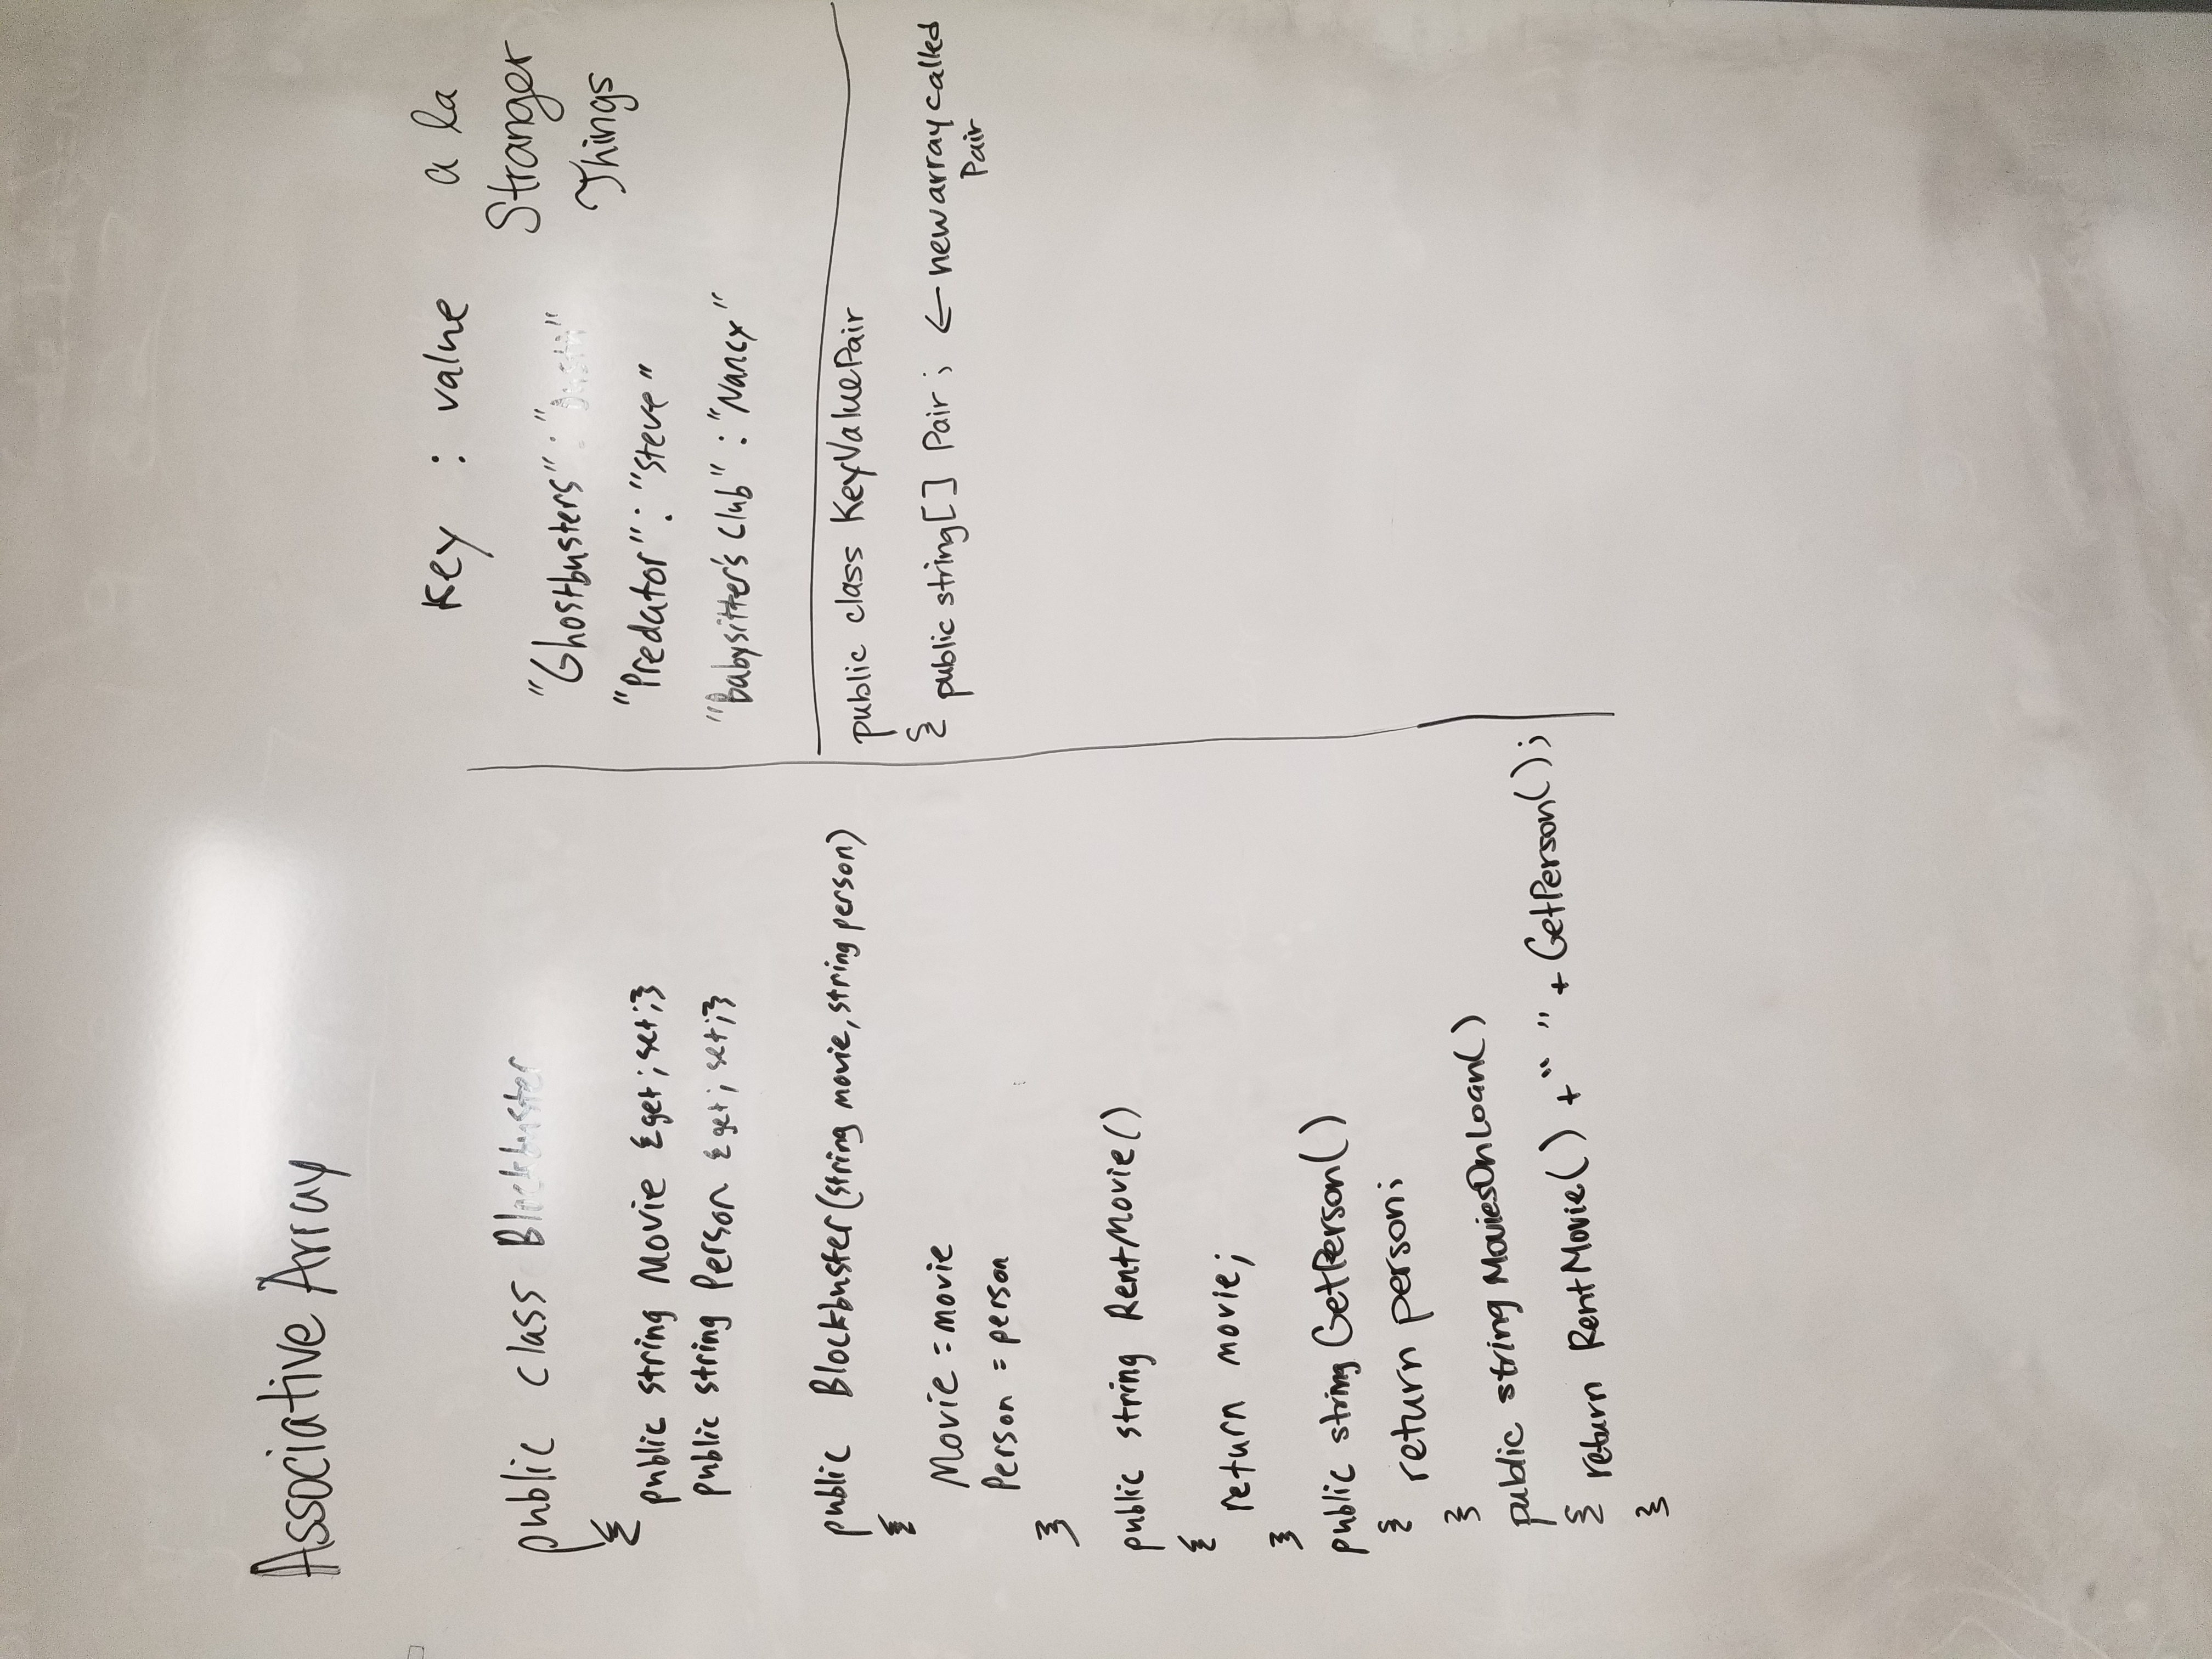 Associative Array
public class Blockbuster
{
public string Movie {get; set;}
public string Person {get; set;}
public Blockbuster(string movie, string person)
{
Movie = movie
Person = person
}
public string RentMovie()
{
return movie;
}
public string GetPerson()
{ return person;
}
public string MoviesOnLoan()
{ return RentMovie() + " " + GetPerson();
}
Key : value
"Ghostbusters" : "Dustin"
"Predator" : "Steve"
"Babysitter's Club" : "Nancy"
a la
Stranger
Things
public class KeyValuePair
{ public string[] Pair; ← new array called
Pair